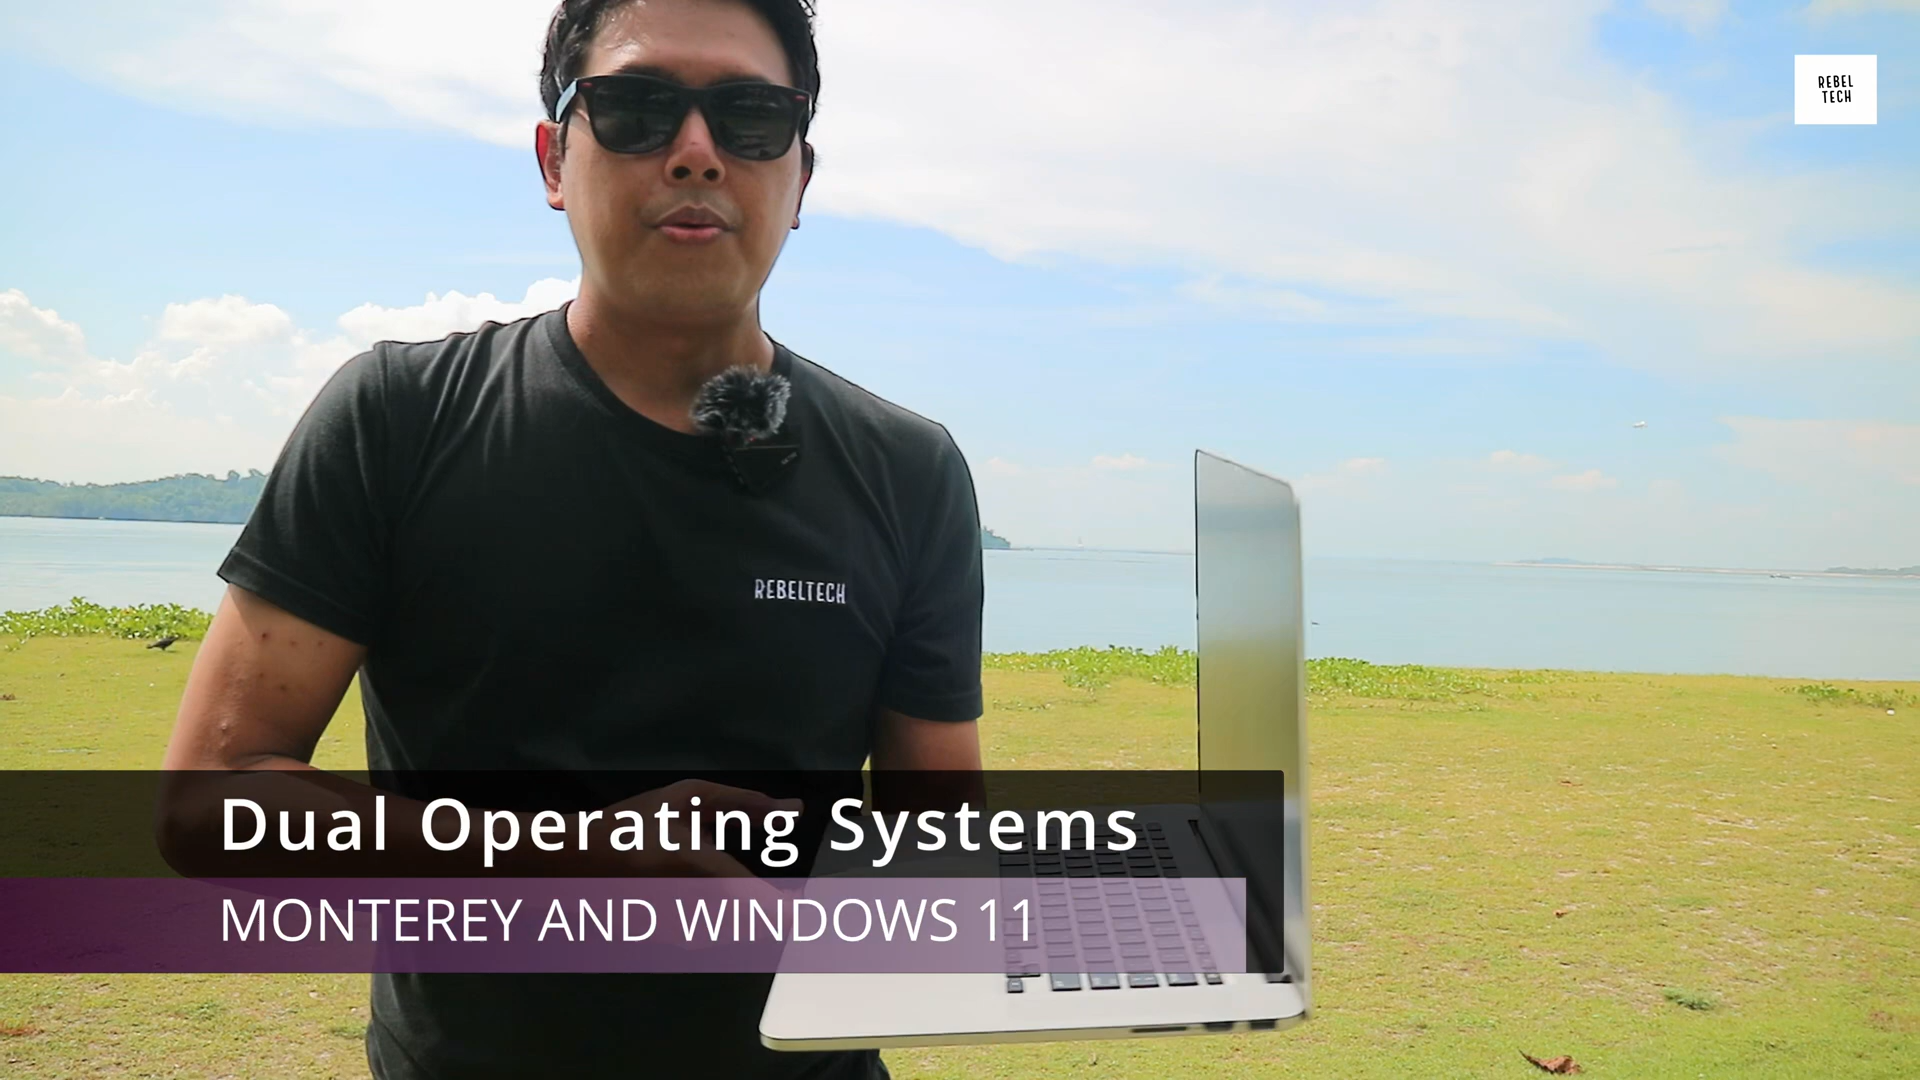 REBEL
TECH
REBELTECH
Dual Operating Systems
MONTEREY AND WINDOWS 11